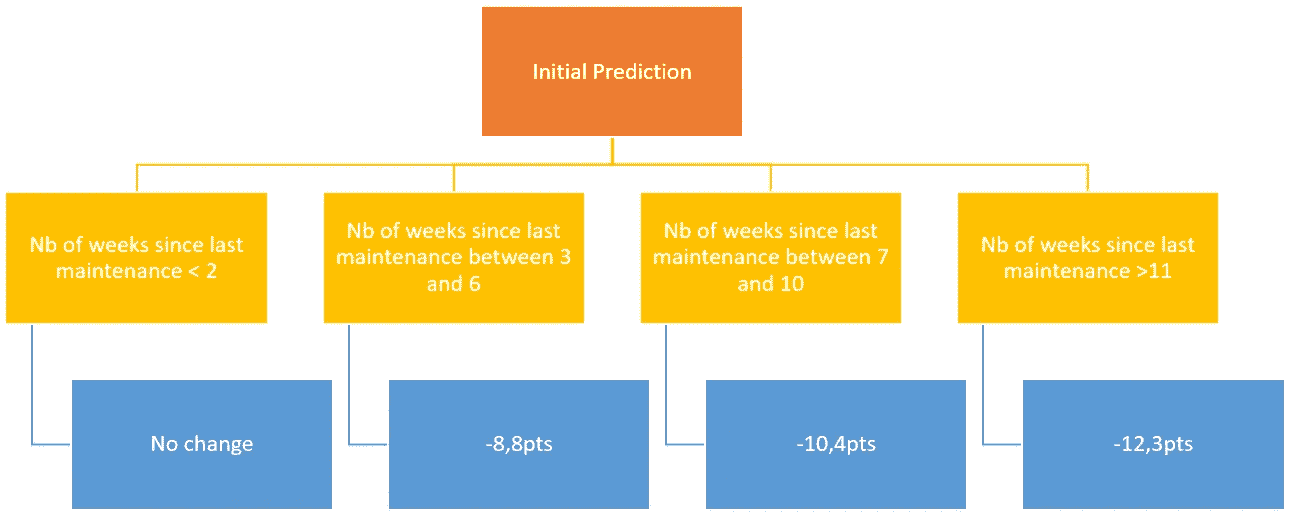 Initial Prediction
Nb of weeks since last
maintenance < 2
Nb of weeks since last
maintenance between 3
and 6
Nb of weeks since last
maintenance between 7
and 10
Nb of weeks since last
maintenance >11
No change
-8,8pts
-10,4pts
-12,3pts